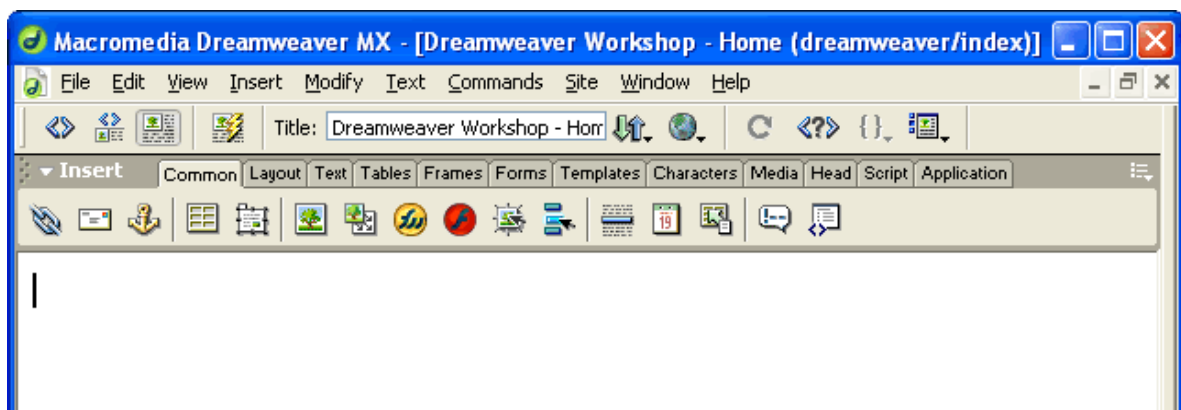 Macromedia Dreamweaver MX - [Dreamweaver Workshop - Home (dreamweaver/index)]
File Edit View Insert Modify Text Commands Site Window Help
Title: Dreamweaver Workshop - Hom
Insert Common Layout Text Tables Frames Forms Templates Characters Media Head Script Application
19